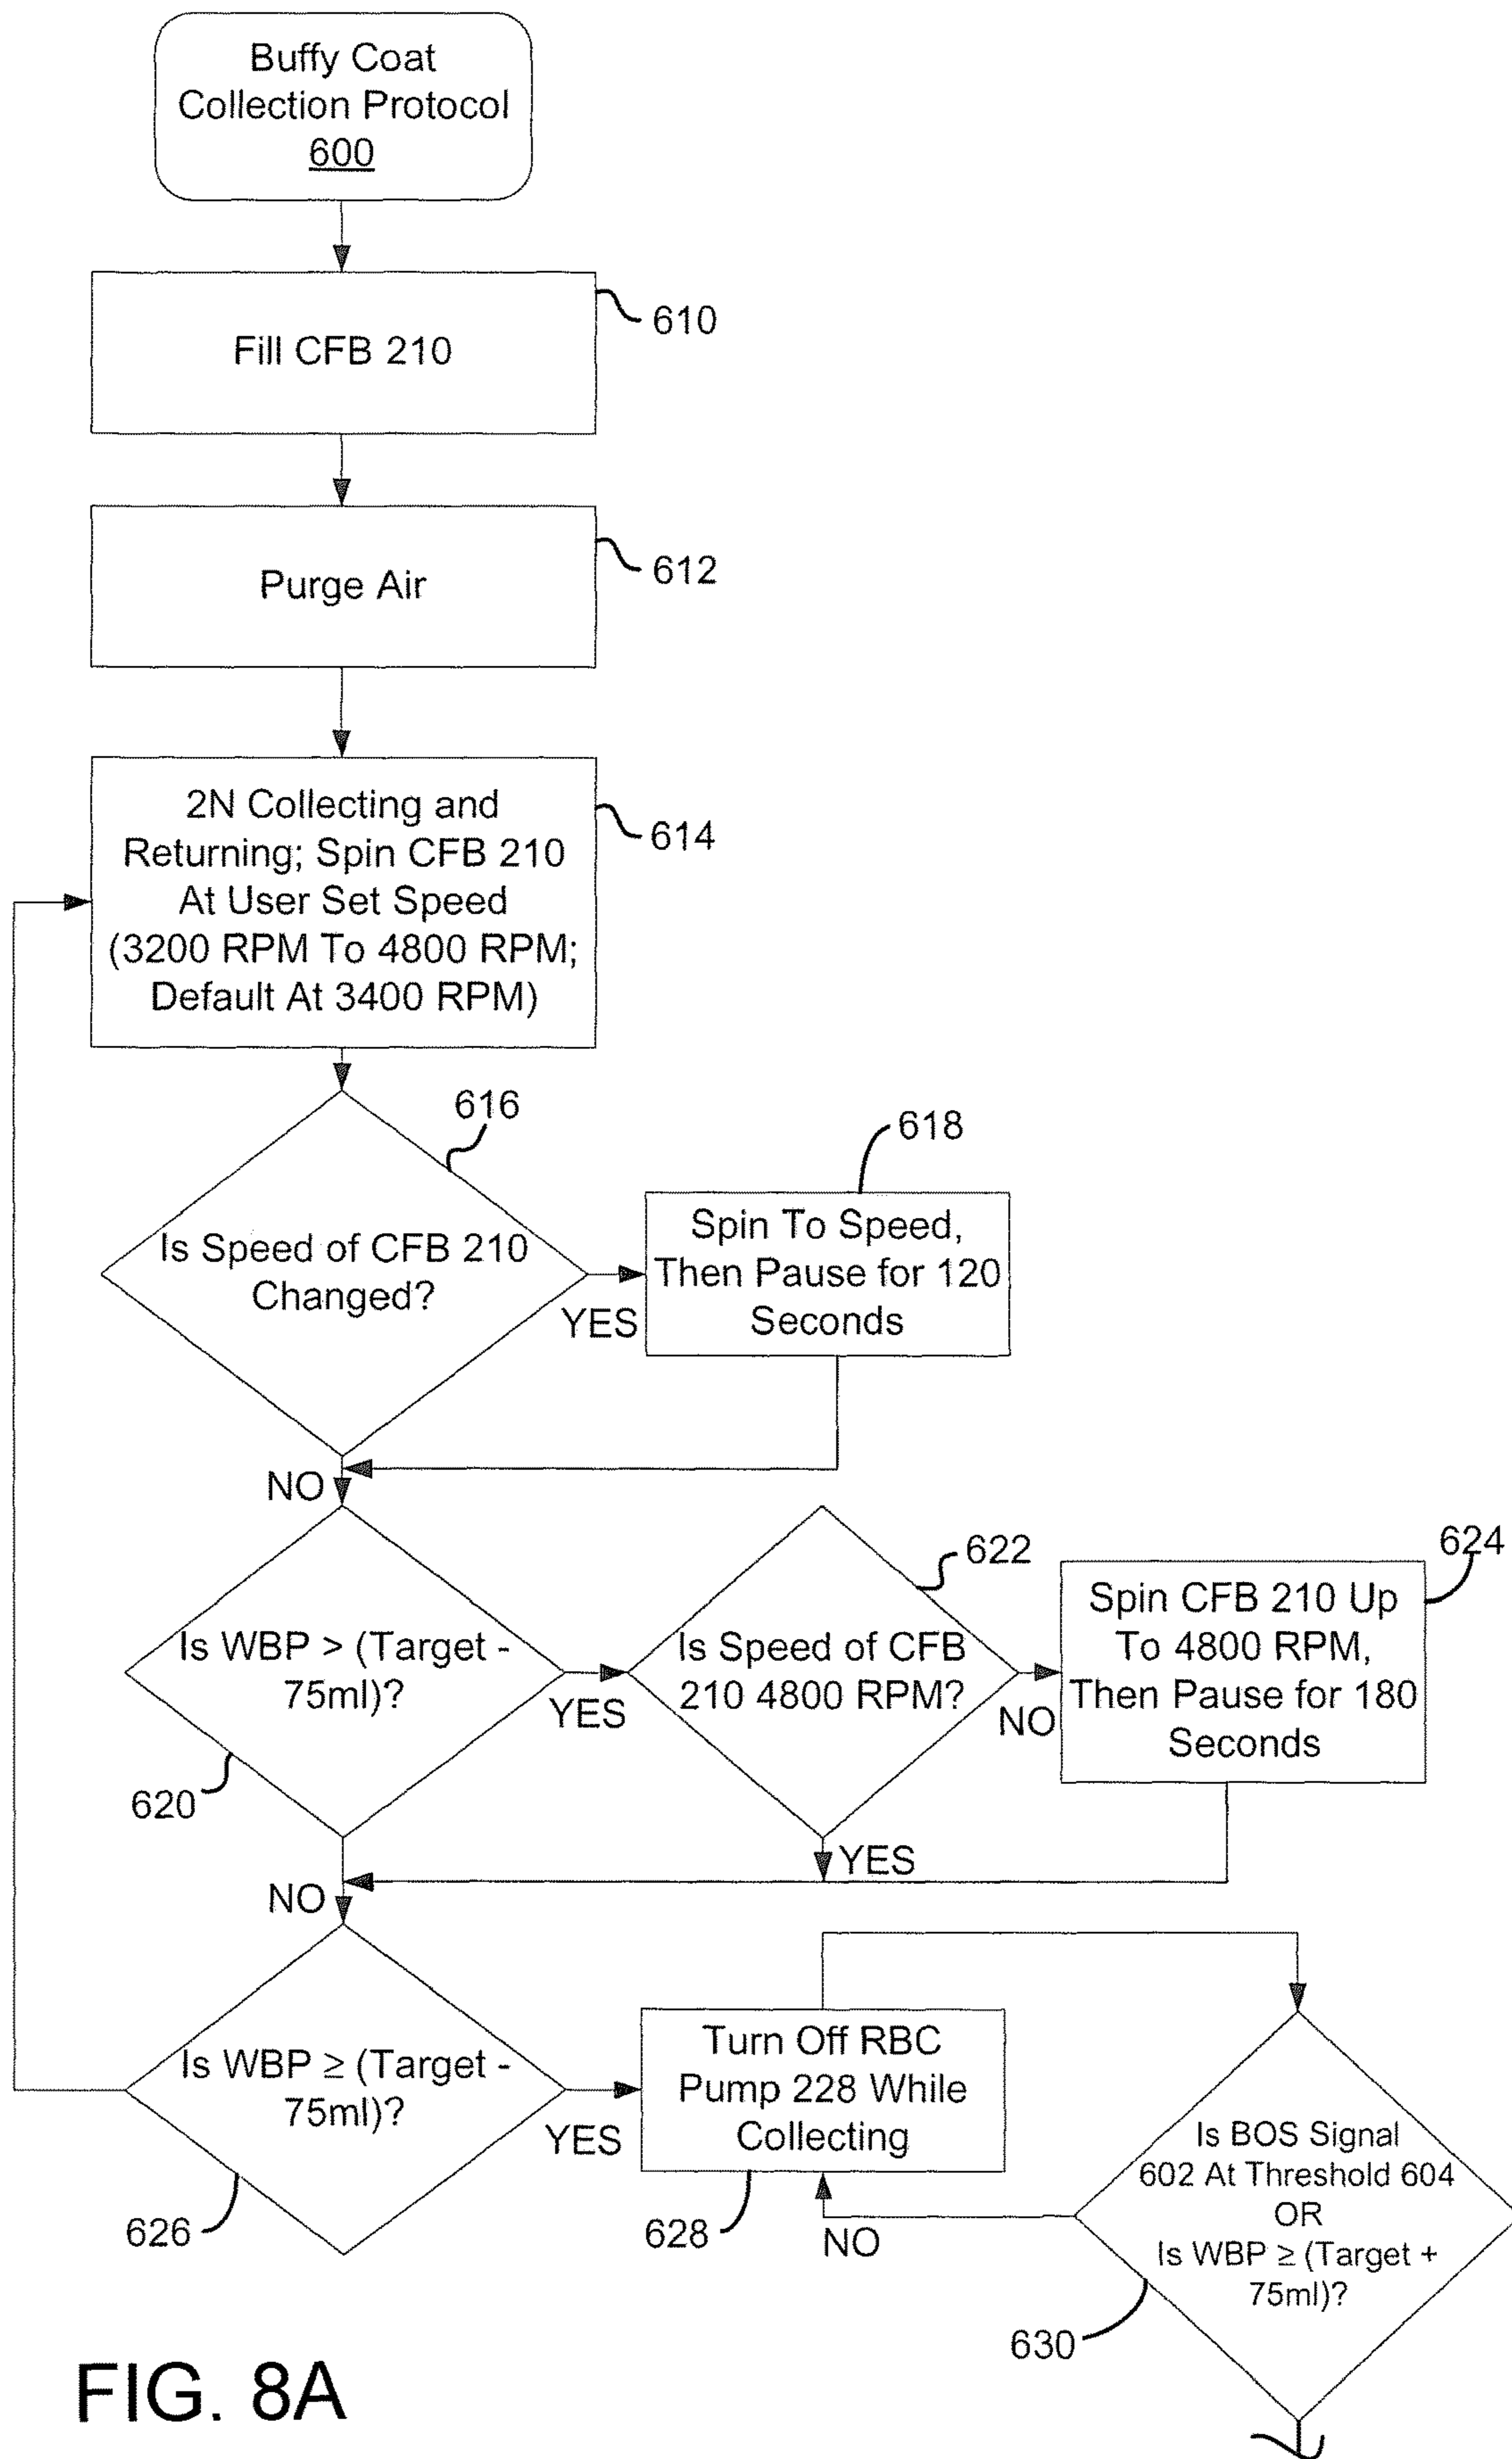 Buffy Coat
Collection Protocol
600
Fill CFB 210
610
Purge Air
612
2N Collecting and
Returning; Spin CFB 210
At User Set Speed
(3200 RPM To 4800 RPM;
Default At 3400 RPM)
614
616
Is Speed of CFB 210
Changed?
YES
618
Spin To Speed,
Then Pause for 120
Seconds
NO
Is WBP > (Target -
75ml)?
YES
620
622
Is Speed of CFB
210 4800 RPM?
NO
YES
624
Spin CFB 210 Up
To 4800 RPM,
Then Pause for 180
Seconds
NO
Is WBP ≥ (Target -
75ml)?
YES
626
Turn Off RBC
Pump 228 While
Collecting
628
NO
Is BOS Signal
602 At Threshold 604
OR
Is WBP ≥ (Target +
75ml)?
630
FIG. 8A